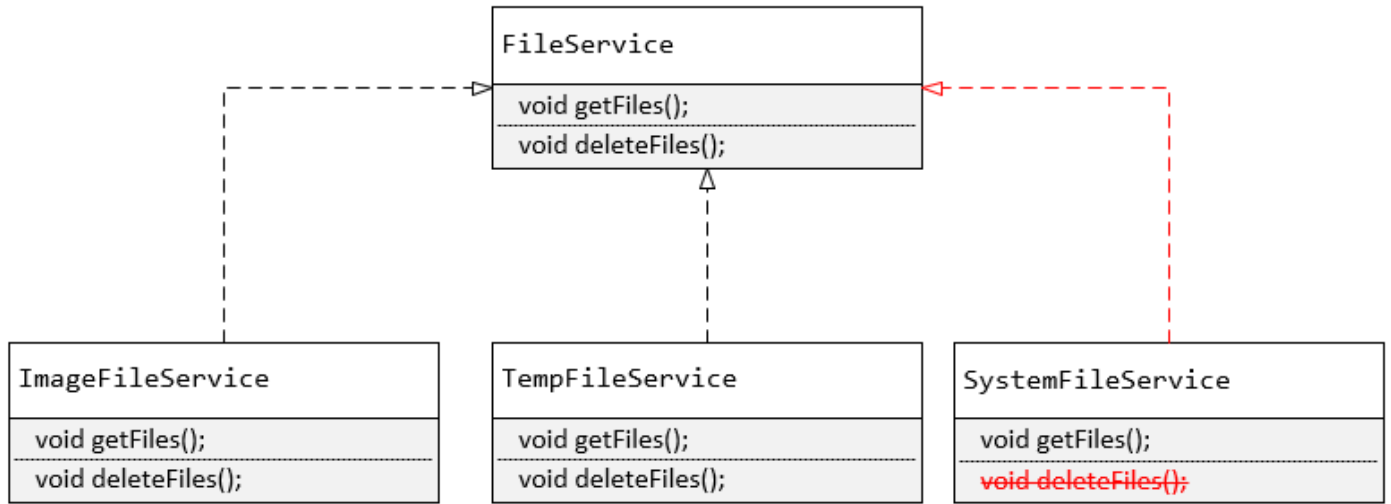 FileService
void getFiles();
void deleteFiles();
ImageFileService
void getFiles();
void deleteFiles();
TempFileService
void getFiles();
void deleteFiles();
SystemFileService
void getFiles();
void deleteFiles();